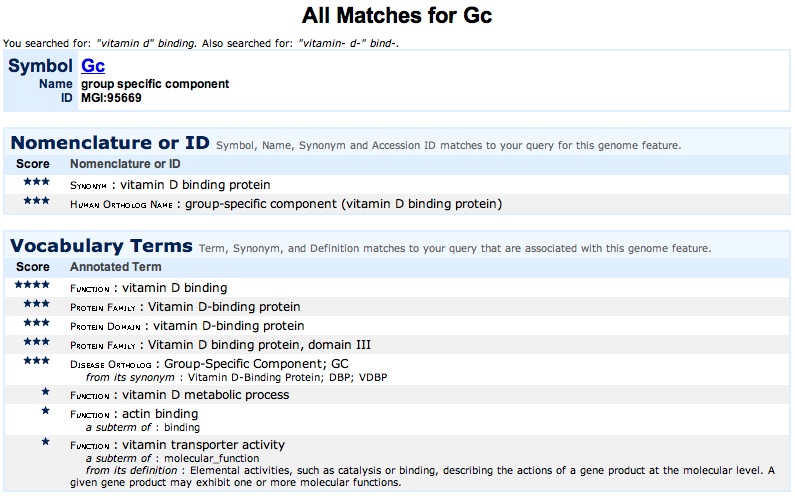 All Matches for Gc
You searched for: "vitamin d" binding. Also searched for: "vitamin- d-" bind-.
Symbol Gc
Name group specific component
ID MGI:95669
Nomenclature or ID Symbol, Name, Synonym and Accession ID matches to your query for this genome feature.
Score Nomenclature or ID
★★★ Synonym : vitamin D binding protein
★★★ Human Ortholog Name : group-specific component (vitamin D binding protein)
Vocabulary Terms Term, Synonym, and Definition matches to your query that are associated with this genome feature.
Score Annotated Term
★★★★ Function : vitamin D binding
★★★ Protein Family : Vitamin D-binding protein
★★★ Protein Domain : vitamin D-binding protein
★★★ Protein Family : Vitamin D binding protein, domain III
★★★ Disease Ortholog : Group-Specific Component; GC
from its synonym : Vitamin D-Binding Protein; DBP; VDBP
★ Function : vitamin D metabolic process
★ Function : actin binding
a subterm of : binding
★ Function : vitamin transporter activity
a subterm of : molecular_function
from its definition : Elemental activities, such as catalysis or binding, describing the actions of a gene product at the molecular level. A
given gene product may exhibit one or more molecular functions.